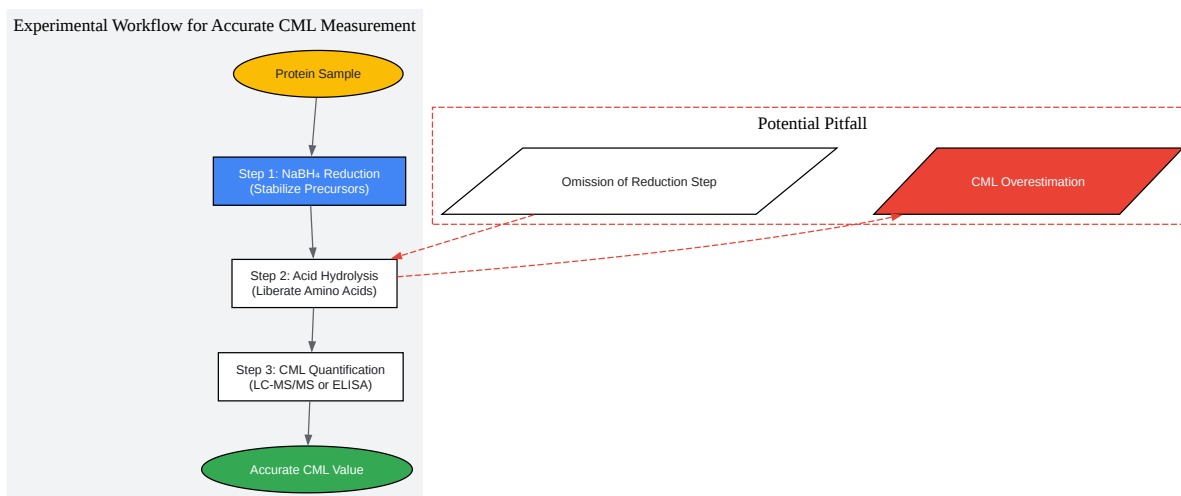 Experimental Workflow for Accurate CML Measurement
Protein Sample
Step 1: NaBH₄ Reduction
(Stabilize Precursors)
Step 2: Acid Hydrolysis
(Liberate Amino Acids)
Step 3: CML Quantification
(LC-MS/MS or ELISA)
Accurate CML Value
Potential Pitfall
Omission of Reduction Step
CML Overestimation